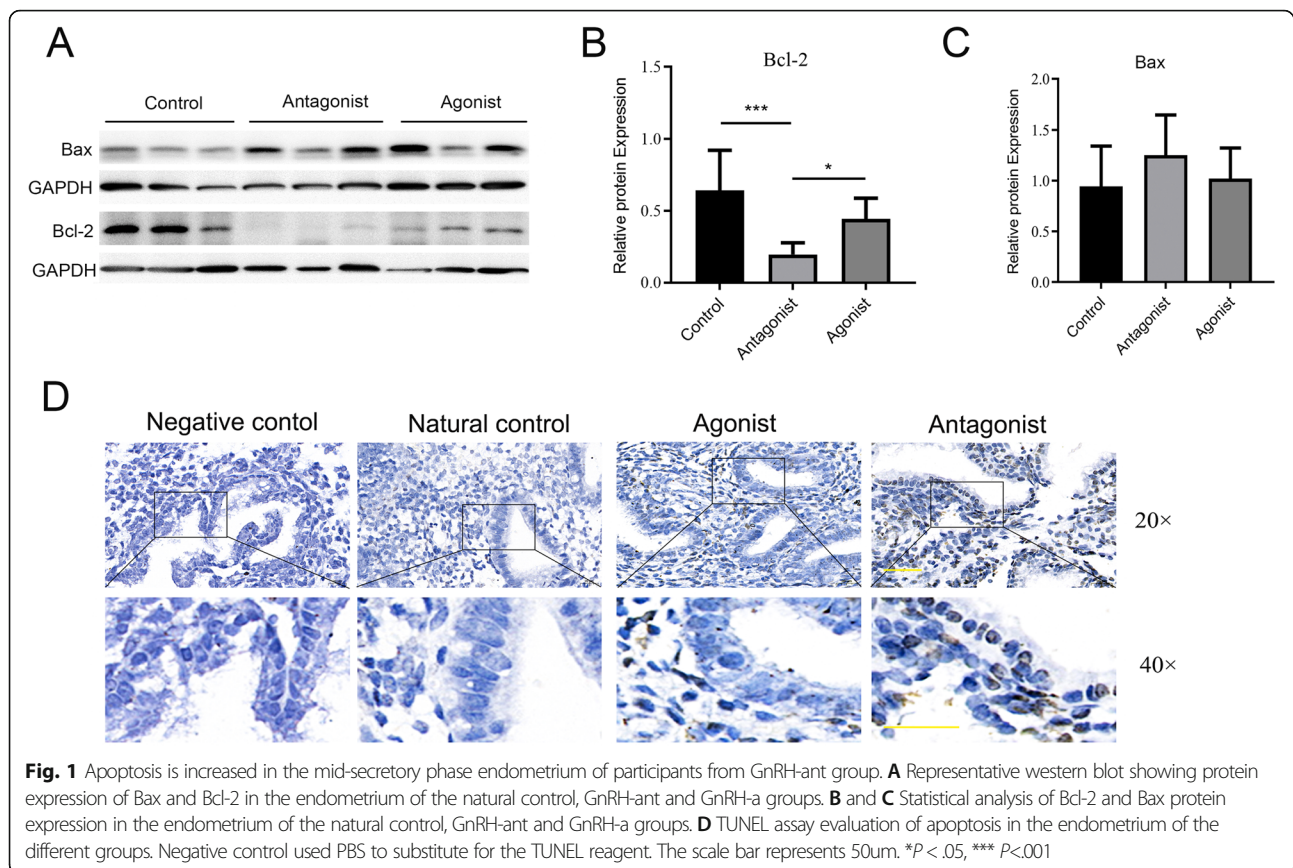 A
Control Antagonist Agonist
Bax
GAPDH
Bcl-2
GAPDH
B
Bcl-2
Relative protein Expression
1.5
1.0
0.5
0.0
***
*
Control
Antagonist
Agonist
C
Bax
Relative protein Expression
2.0
1.5
1.0
0.5
0.0
Control
Antagonist
Agonist
D
Negative contol Natural control Agonist Antagonist
20×
40×
Fig. 1 Apoptosis is increased in the mid-secretory phase endometrium of participants from GnRH-ant group. A Representative western blot showing protein
expression of Bax and Bcl-2 in the endometrium of the natural control, GnRH-ant and GnRH-a groups. B and C Statistical analysis of Bcl-2 and Bax protein
expression in the endometrium of the natural control, GnRH-ant and GnRH-a groups. D TUNEL assay evaluation of apoptosis in the endometrium of the
different groups. Negative control used PBS to substitute for the TUNEL reagent. The scale bar represents 50um. *P < .05, *** P<.001